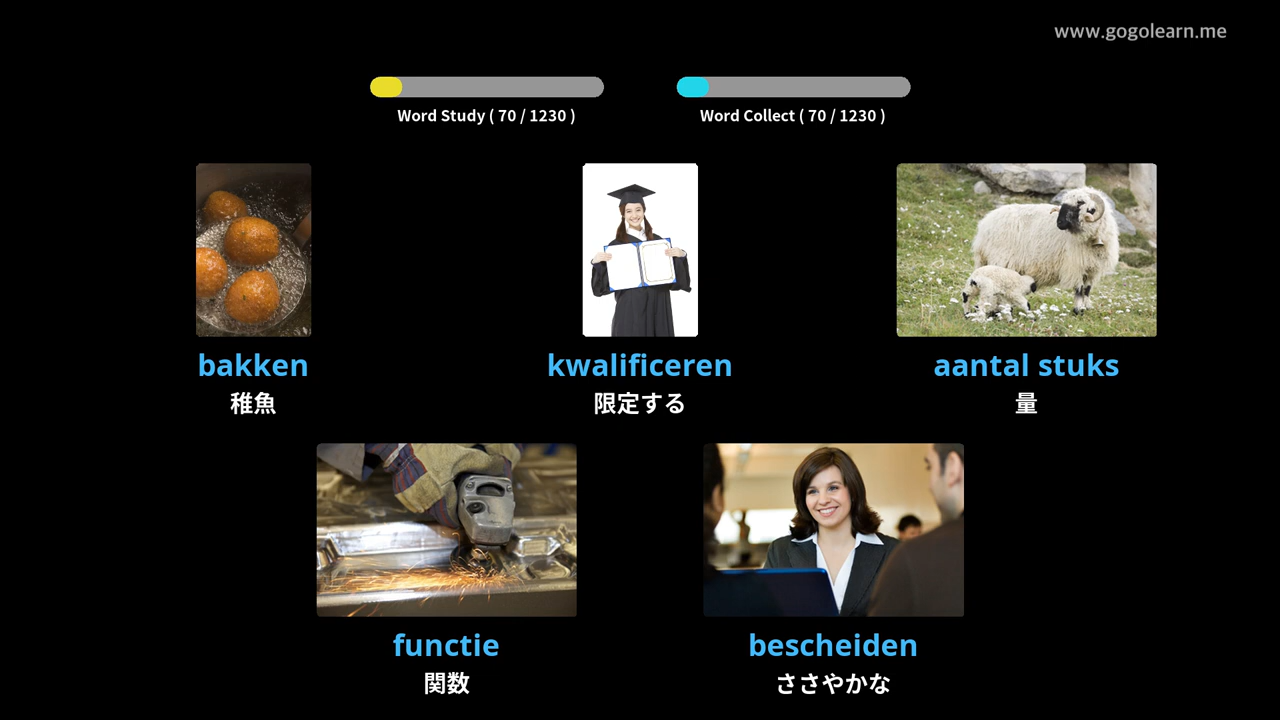 www.gogolearn.me
Word Study ( 70 / 1230 )
Word Collect ( 70 / 1230 )
bakken
稚魚
kwalificeren
限定する
aantal stuks
量
functie
関数
bescheiden
ささやかな